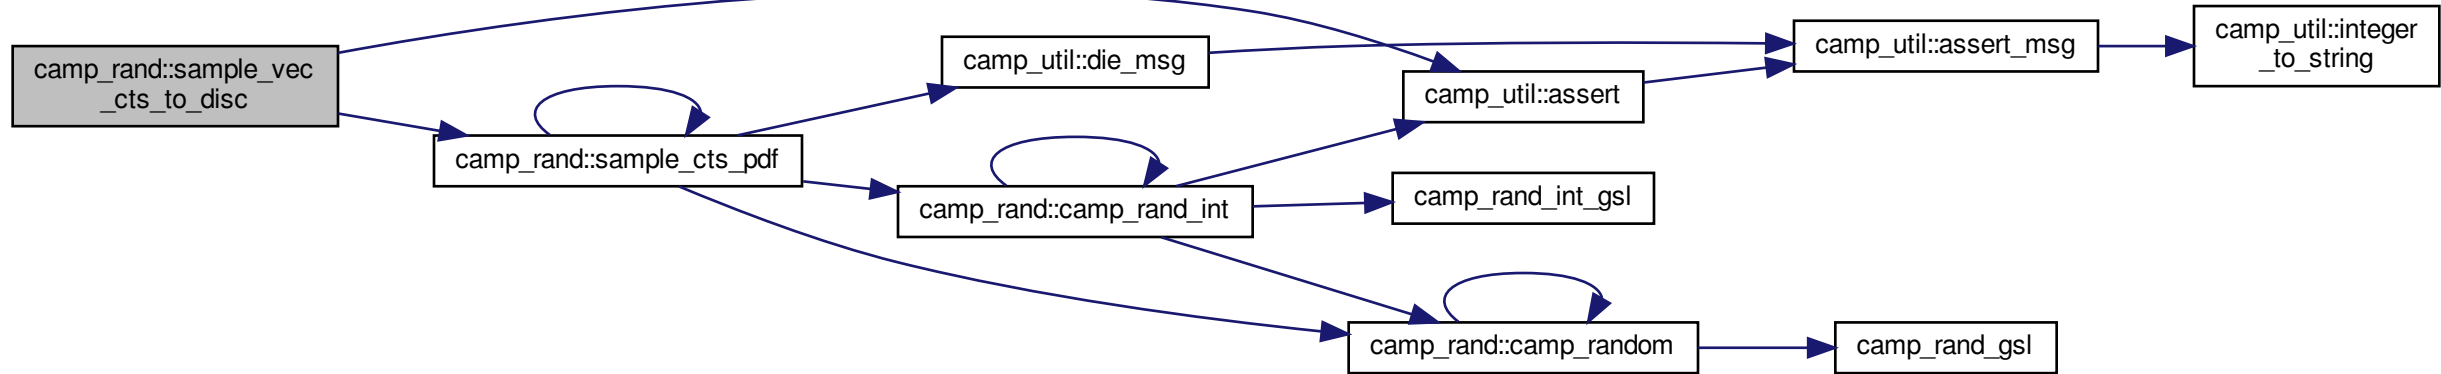 camp_rand::sample_vec
_cts_to_disc
camp_rand::sample_cts_pdf
camp_util::die_msg
camp_rand::camp_rand_int
camp_util::assert
camp_rand_int_gsl
camp_rand::camp_random
camp_util::assert_msg
camp_rand_gsl
camp_util::integer
_to_string